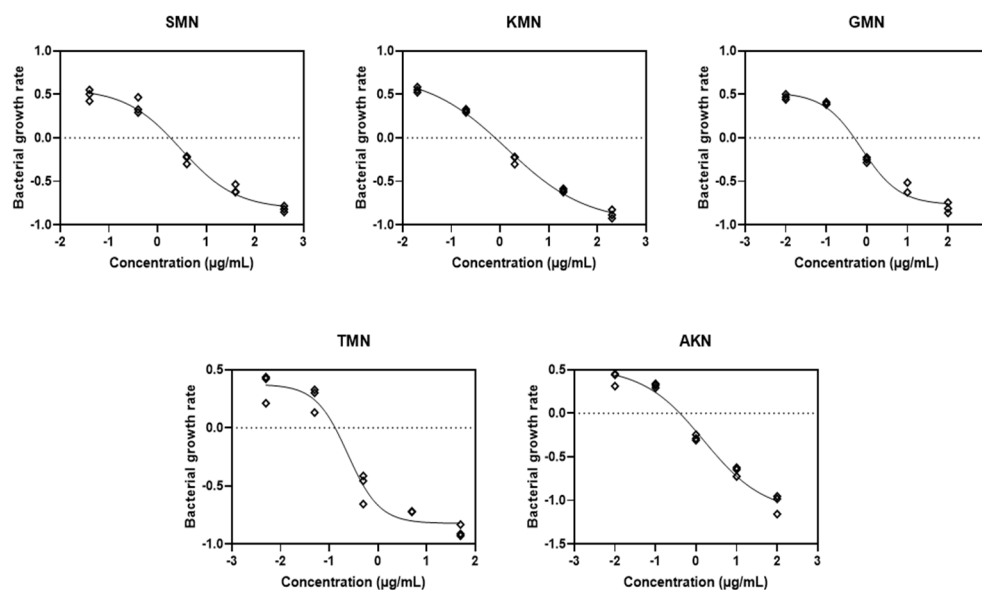 SMN
Bacterial growth rate
1.0
0.5
0.0
-0.5
-1.0
-2 -1 0 1 2 3
Concentration (µg/mL)
KMN
Bacterial growth rate
1.0
0.5
0.0
-0.5
-1.0
-2 -1 0 1 2 3
Concentration (µg/mL)
GMN
Bacterial growth rate
1.0
0.5
0.0
-0.5
-1.0
-3 -2 -1 0 1 2 3
Concentration (µg/mL)
TMN
Bacterial growth rate
0.5
0.0
-0.5
-1.0
-3 -2 -1 0 1 2
Concentration (µg/mL)
AKN
Bacterial growth rate
0.5
0.0
-0.5
-1.0
-1.5
-3 -2 -1 0 1 2 3
Concentration (µg/mL)